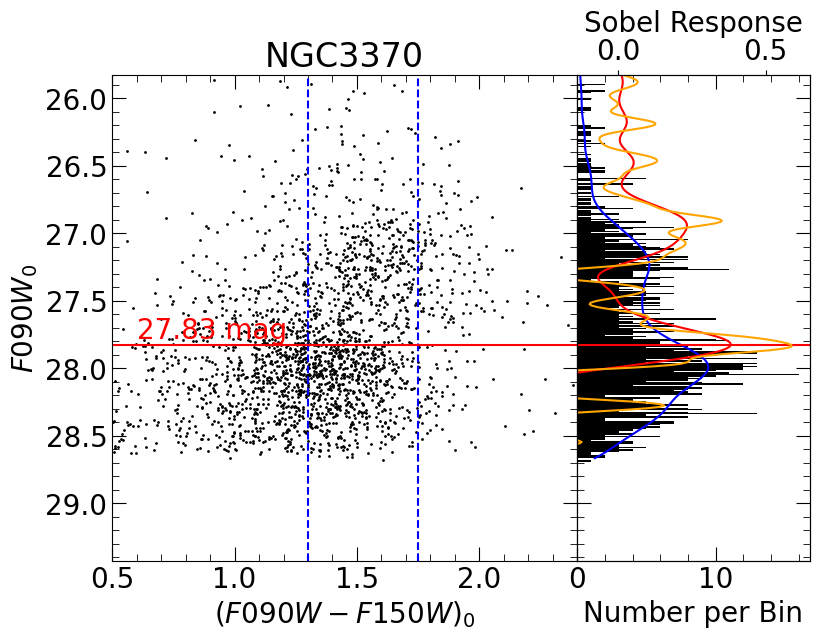 NGC3370
Sobel Response
0.0 0.5
26.0
26.5
27.0
27.5
28.0
28.5
29.0
F090W₀
27.83 mag
0.5 1.0 1.5 2.0
0 10
(F090W − F150W)₀
Number per Bin